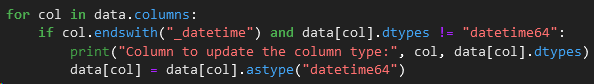 for col in data.columns:
    if col.endswith("_datetime") and data[col].dtypes != "datetime64":
        print("Column to update the column type:", col, data[col].dtypes)
        data[col] = data[col].astype("datetime64")